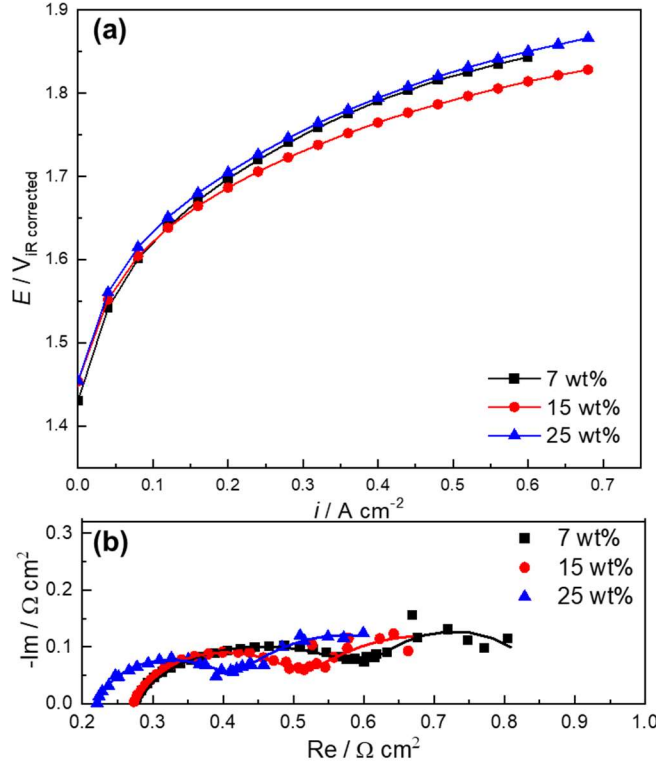 (a)
1.9
1.8
1.7
1.6
1.5
1.4
E / V iR corrected
7 wt%
15 wt%
25 wt%
0.0 0.1 0.2 0.3 0.4 0.5 0.6 0.7
i / A cm⁻²
(b)
0.3
0.2
0.1
0.0
-Im / Ω cm²
7 wt%
15 wt%
25 wt%
0.2 0.3 0.4 0.5 0.6 0.7 0.8 0.9 1.0
Re / Ω cm²